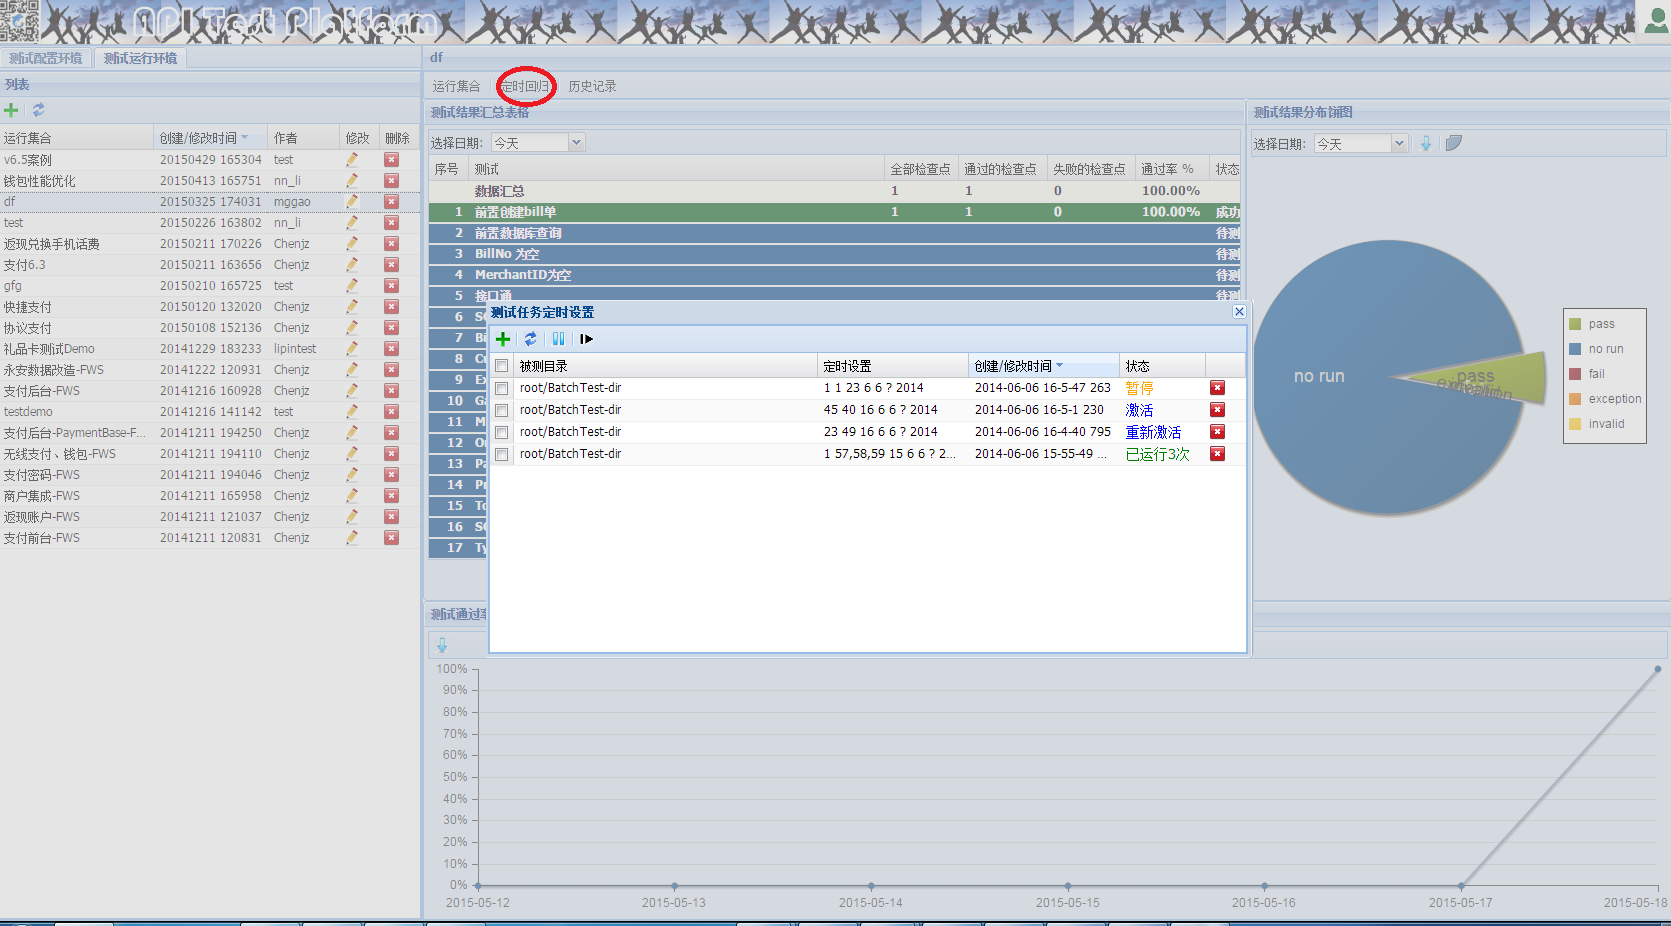 API Test Platform
测试配置环境 测试运行环境
列表
运行集合 创建/修改时间 作者 修改 删除
v6.5案例 20150429 165304 test
钱包性能优化 20150413 165751 nn_li
df 20150325 174031 mggao
test 20150226 163802 nn_li
返现兑换手机话费 20150211 170226 Chenjz
支付6.3 20150211 163656 Chenjz
gfg 20150210 165725 test
快捷支付 20150120 132020 Chenjz
协议支付 20150108 152136 Chenjz
礼品卡测试Demo 20141229 183233 lipintest
永安数据改造-FWS 20141222 120931 Chenjz
支付后台-FWS 20141216 160928 Chenjz
testdemo 20141216 141142 test
支付后台-PaymentBase-F... 20141211 194250 Chenjz
无线支付、钱包-FWS 20141211 194110 Chenjz
支付密码-FWS 20141211 194046 Chenjz
商户集成-FWS 20141211 165958 Chenjz
返现账户-FWS 20141211 121037 Chenjz
支付前台-FWS 20141211 120831 Chenjz
df
运行集合 定时回归 历史记录
测试结果汇总表格
选择日期: 今天
序号 测试 全部检查点 通过的检查点 失败的检查点 通过率 % 状态
数据汇总 1 1 0 100.00%
1 前置创建bill单 1 1 0 100.00% 成功
2 前置数据库查询 待测
3 BillNo 为空 待测
4 MerchantID为空 待测
5 接口通 待测
6
7 Bi
8
9 Ex
10
11
12
13 Pa
14
15 To
16
17 Ty
测试任务定时设置
被测目录 定时设置 创建/修改时间 状态
root/BatchTest-dir 1 1 23 6 6 ? 2014 2014-06-06 16-5-47 263 暂停
root/BatchTest-dir 45 40 16 6 6 ? 2014 2014-06-06 16-5-1 230 激活
root/BatchTest-dir 23 49 16 6 6 ? 2014 2014-06-06 16-4-40 795 重新激活
root/BatchTest-dir 1 57,58,59 15 6 6 ? 2... 2014-06-06 15-55-49 ... 已运行3次
测试结果分布饼图
选择日期: 今天
no run
pass
pass
no run
fail
exception
invalid
测试通过率
100%
90%
80%
70%
60%
50%
40%
30%
20%
10%
0%
2015-05-12 2015-05-13 2015-05-14 2015-05-15 2015-05-16 2015-05-17 2015-05-18